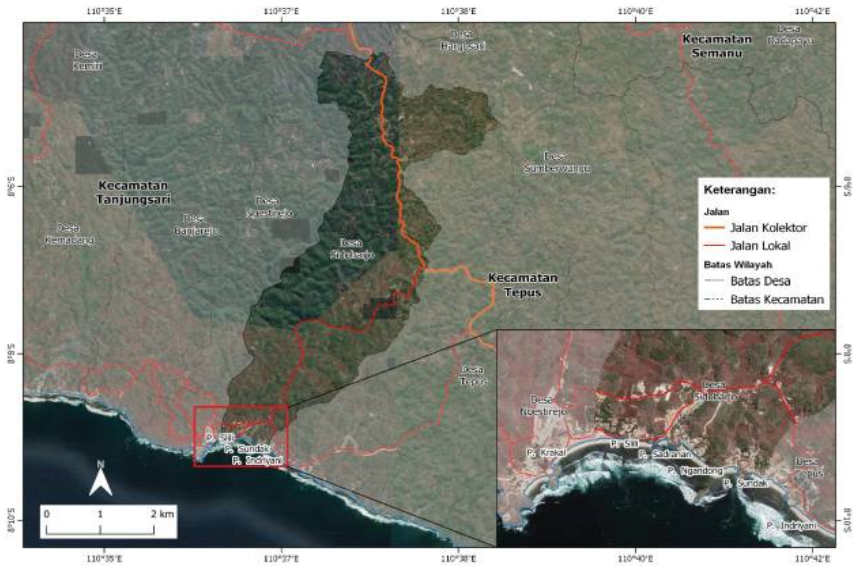 110°35'E 110°37'E 110°38'E 110°40'E 110°42'E
Desa
Kemiri
Desa
Hargosari
Kecamatan
Semanu
Desa
Dadapayu
Desa
Sumberwungu
8°6'S
8°6'S
Kecamatan
Tanjungsari
Desa
Kemadang
Desa
Banjarejo
Desa
Ngestirejo
Desa
Sidoharjo
Kecamatan
Tepus
Keterangan:
Jalan
Jalan Kolektor
Jalan Lokal
Batas Wilayah
Batas Desa
Batas Kecamatan
8°8'S
8°8'S
Desa
Tepus
P. Slili
P. Sundak
P. Indriyani
Desa
Ngestirejo
Desa
Sidoharjo
Desa
Tepus
P. Krakal
P. Slili
P. Sadranan
P. Ngandong
P. Sundak
P. Indriyani
N
0 1 2 km
8°10'S
8°10'S
110°35'E 110°37'E 110°38'E 110°40'E 110°42'E